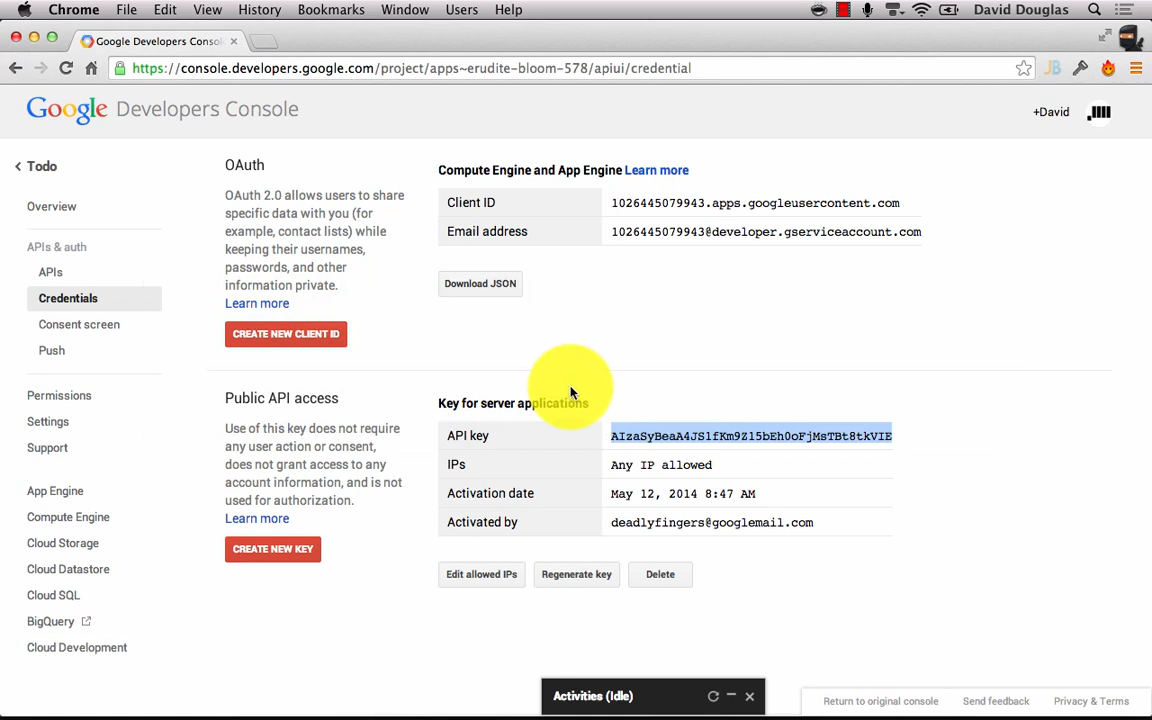 Chrome File Edit View History Bookmarks Window Users Help David Douglas
Google Developers Conso
https://console.developers.google.com/project/apps~erudite-bloom-578/apiui/credential
Google Developers Console
+David
Todo
Overview
APIs & auth
APIs
Credentials
Consent screen
Push
Permissions
Settings
Support
App Engine
Compute Engine
Cloud Storage
Cloud Datastore
Cloud SQL
BigQuery
Cloud Development
OAuth
OAuth 2.0 allows users to share
specific data with you (for
example, contact lists) while
keeping their usernames,
passwords, and other
information private.
Learn more
CREATE NEW CLIENT ID
Compute Engine and App Engine Learn more
Client ID 1026445079943.apps.googleusercontent.com
Email address 1026445079943@developer.gserviceaccount.com
Download JSON
Public API access
Use of this key does not require
any user action or consent,
does not grant access to any
account information, and is not
used for authorization.
Learn more
CREATE NEW KEY
Key for server applications
API key AIzaSyBeaA4JS1fKm9Z15bEh0oFjMsTBt8tkVIE
IPs Any IP allowed
Activation date May 12, 2014 8:47 AM
Activated by deadlyfingers@googlemail.com
Edit allowed IPs Regenerate key Delete
Activities (Idle)
Return to original console Send feedback Privacy & Terms